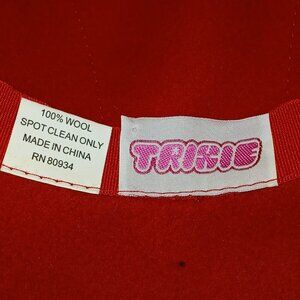 100% WOOL
SPOT CLEAN ONLY
MADE IN CHINA
RN 80934
TRISIE